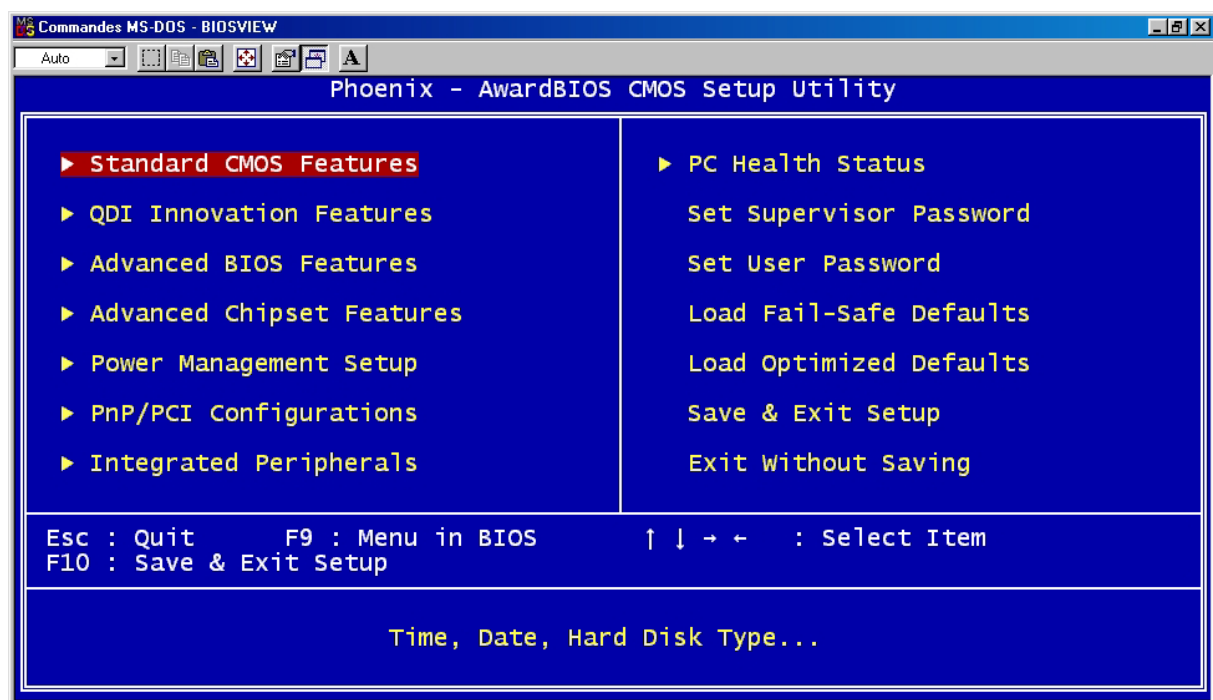 Commandes MS-DOS - BIOSVIEW
Auto
A
Phoenix - AwardBIOS CMOS Setup Utility
▶ Standard CMOS Features
▶ QDI Innovation Features
▶ Advanced BIOS Features
▶ Advanced Chipset Features
▶ Power Management Setup
▶ PnP/PCI Configurations
▶ Integrated Peripherals
▶ PC Health Status
Set Supervisor Password
Set User Password
Load Fail-Safe Defaults
Load Optimized Defaults
Save & Exit Setup
Exit Without Saving
Esc : Quit F9 : Menu in BIOS ↑ ↓ → ← : Select Item
F10 : Save & Exit Setup
Time, Date, Hard Disk Type...